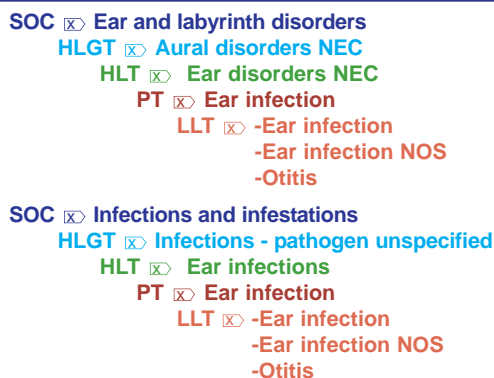 SOC Ear and labyrinth disorders
HLGT Aural disorders NEC
HLT Ear disorders NEC
PT Ear infection
LLT -Ear infection
-Ear infection NOS
-Otitis
SOC Infections and infestations
HLGT Infections - pathogen unspecified
HLT Ear infections
PT Ear infection
LLT -Ear infection
-Ear infection NOS
-Otitis